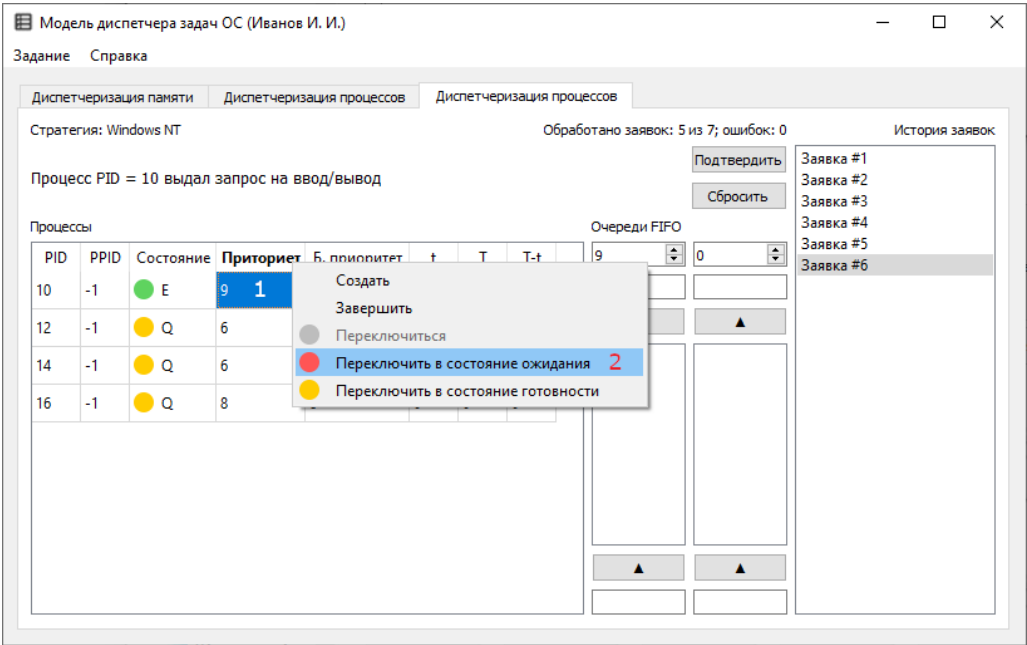 Модель диспетчера задач ОС (Иванов И. И.)
Задание Справка
Диспетчеризация памяти Диспетчеризация процессов Диспетчеризация процессов
Стратегия: Windows NT Обработано заявок: 5 из 7; ошибок: 0 История заявок
Процесс PID = 10 выдал запрос на ввод/вывод
Подтвердить
Сбросить
Заявка #1
Заявка #2
Заявка #3
Заявка #4
Заявка #5
Заявка #6
Процессы Очереди FIFO
PID PPID Состояние Приториет Б. приоритет t T T-t 9 0
10 -1 E 9 1
12 -1 Q 6
14 -1 Q 6
16 -1 Q 8
Создать
Завершить
Переключиться
Переключить в состояние ожидания 2
Переключить в состояние готовности